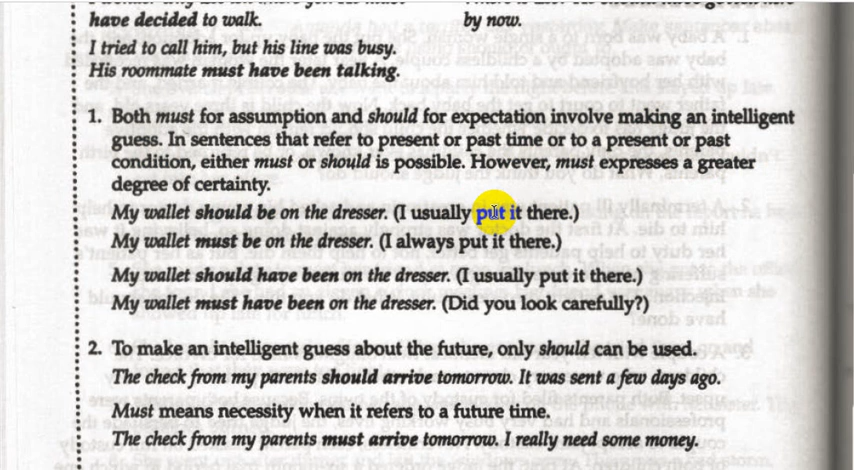 have decided to walk.
by now.
I tried to call him, but his line was busy.
His roommate must have been talking.
1. Both must for assumption and should for expectation involve making an intelligent
guess. In sentences that refer to present or past time or to a present or past
condition, either must or should is possible. However, must expresses a greater
degree of certainty.
My wallet should be on the dresser. (I usually put it there.)
My wallet must be on the dresser. (I always put it there.)
My wallet should have been on the dresser. (I usually put it there.)
My wallet must have been on the dresser. (Did you look carefully?)
2. To make an intelligent guess about the future, only should can be used.
The check from my parents should arrive tomorrow. It was sent a few days ago.
Must means necessity when it refers to a future time.
The check from my parents must arrive tomorrow. I really need some money.